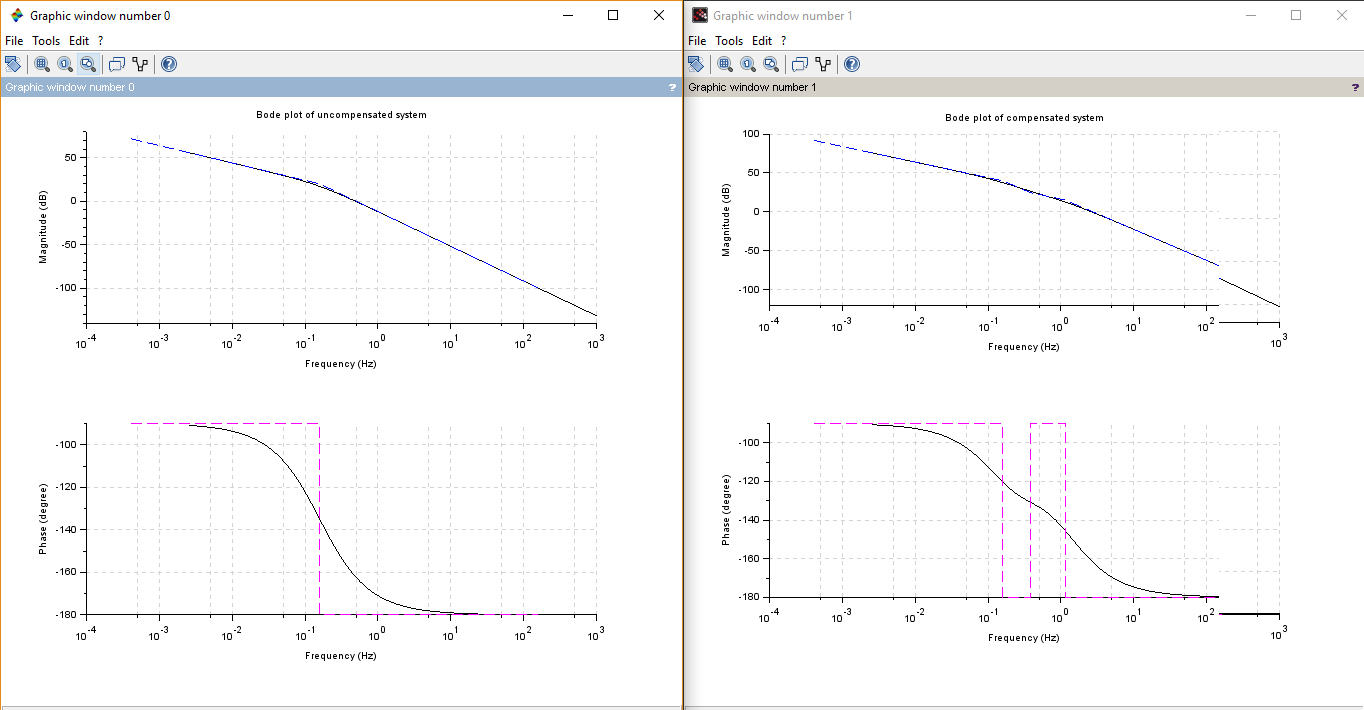 Graphic window number 0
File Tools Edit ?
Graphic window number 0 ?
Bode plot of uncompensated system
Magnitude (dB)
50
0
-50
-100
10^-4 10^-3 10^-2 10^-1 10^0 10^1 10^2 10^3
Frequency (Hz)
Phase (degree)
-100
-120
-140
-160
-180
10^-4 10^-3 10^-2 10^-1 10^0 10^1 10^2 10^3
Frequency (Hz)
Graphic window number 1
File Tools Edit ?
Graphic window number 1 ?
Bode plot of compensated system
Magnitude (dB)
100
50
0
-50
-100
10^-4 10^-3 10^-2 10^-1 10^0 10^1 10^2 10^3
Frequency (Hz)
Phase (degree)
-100
-120
-140
-160
-180
10^-4 10^-3 10^-2 10^-1 10^0 10^1 10^2 10^3
Frequency (Hz)